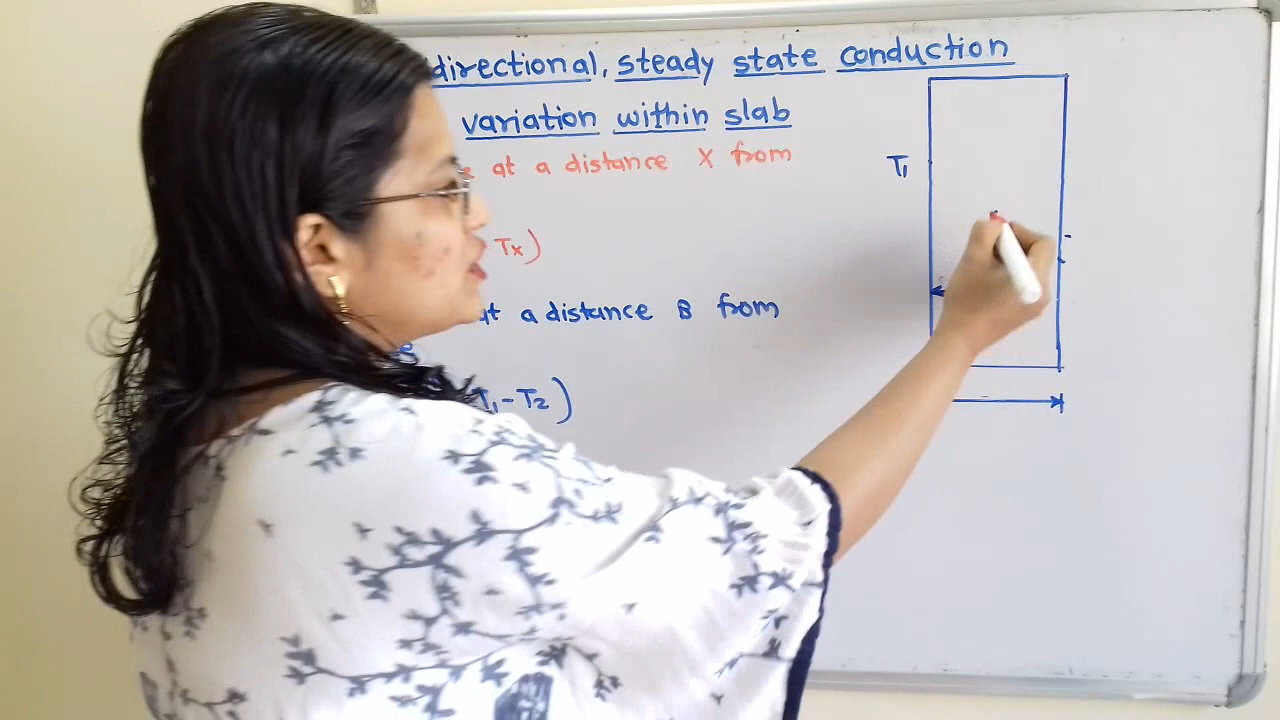 directional, steady state conduction
variation within slab
at a distance X from
T1
Tx)
at a distance B from
T1-T2)